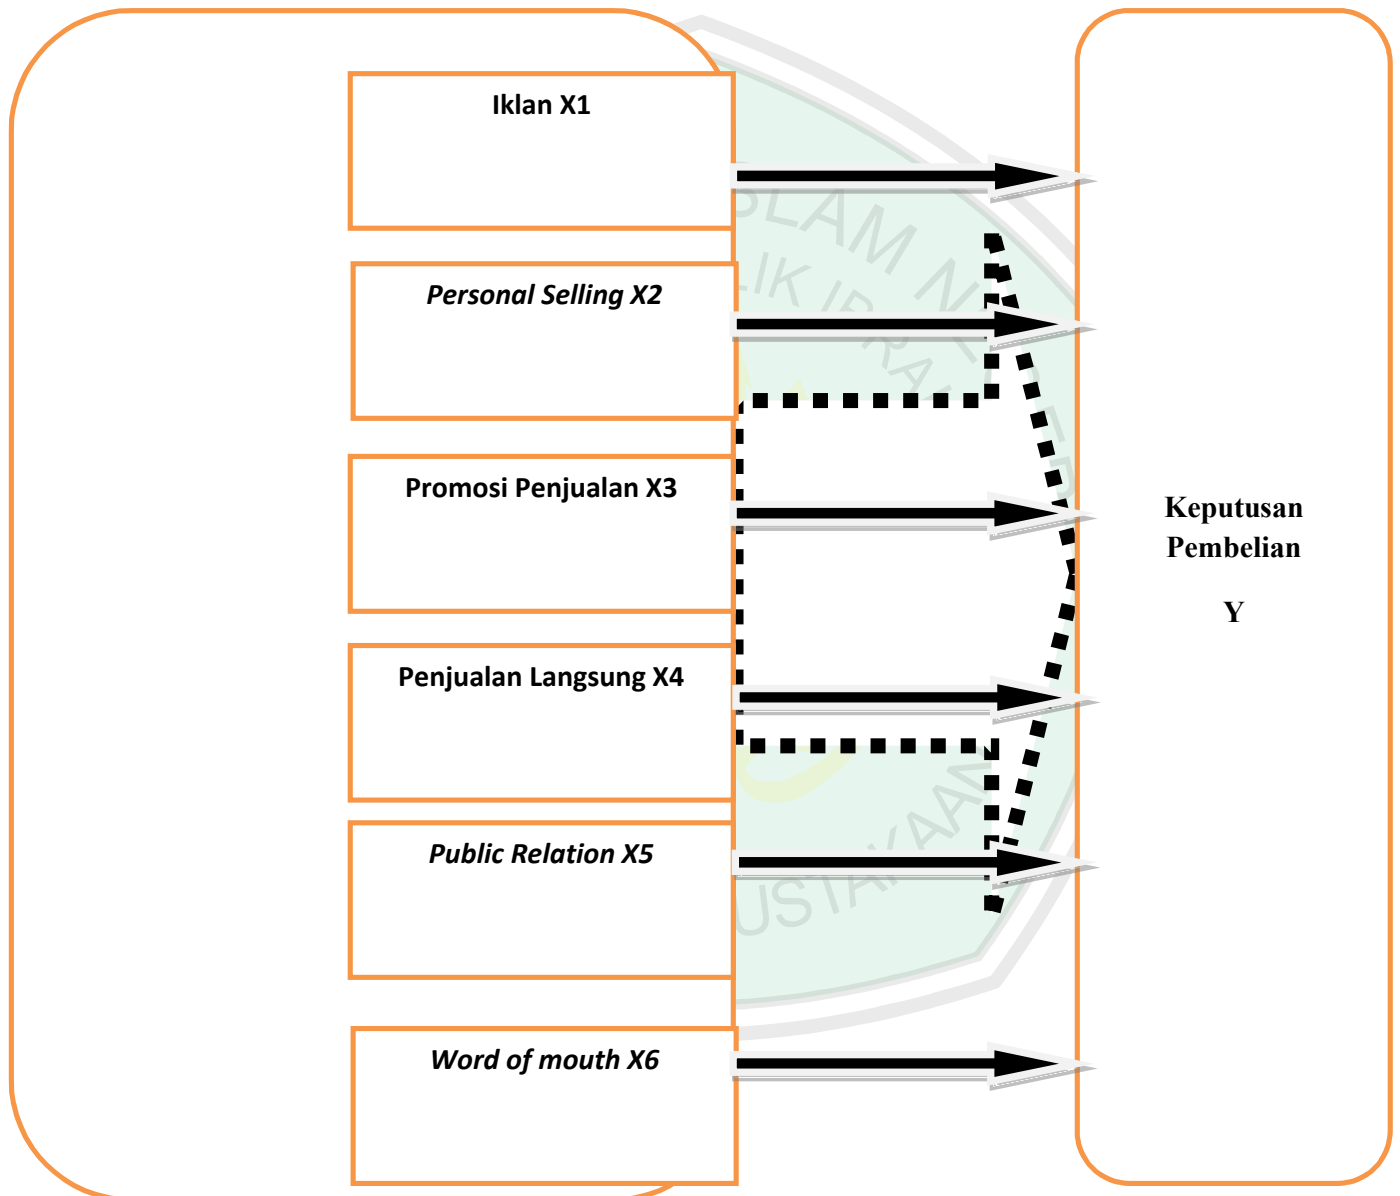 Iklan X1
Personal Selling X2
Promosi Penjualan X3
Keputusan
Pembelian
Y
Penjualan Langsung X4
Public Relation X5
Word of mouth X6